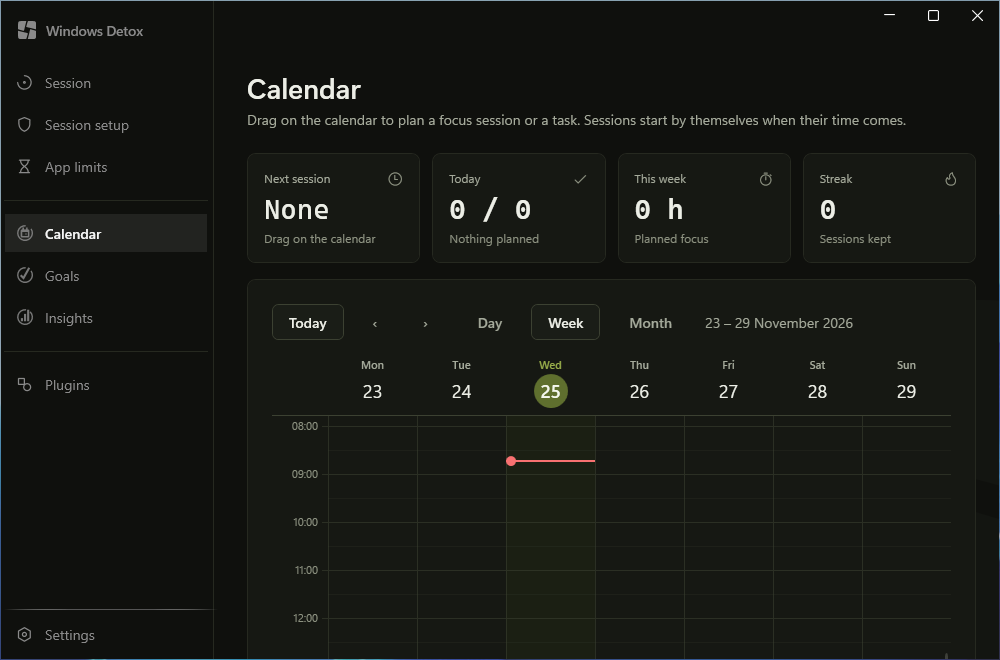 Windows Detox
Session
Session setup
App limits
Calendar
Goals
Insights
Plugins
Settings
Calendar
Drag on the calendar to plan a focus session or a task. Sessions start by themselves when their time comes.
Next session
None
Drag on the calendar
Today
0 / 0
Nothing planned
This week
0 h
Planned focus
Streak
0
Sessions kept
Today ‹ › Day Week Month 23 – 29 November 2026
Mon Tue Wed Thu Fri Sat Sun
23 24 25 26 27 28 29
08:00
09:00
10:00
11:00
12:00